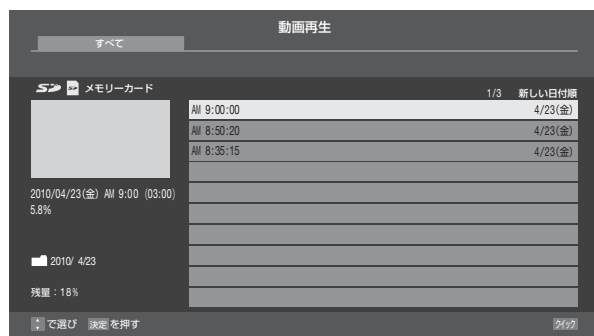 動画再生
すべて
SD メモリーカード
1/3 新しい日付順
AM 9:00:00 4/23(金)
AM 8:50:20 4/23(金)
AM 8:35:15 4/23(金)
2010/04/23(金) AM 9:00 (03:00)
5.8%
2010/ 4/23
残量：18%
で選び 決定 を押す
クイック